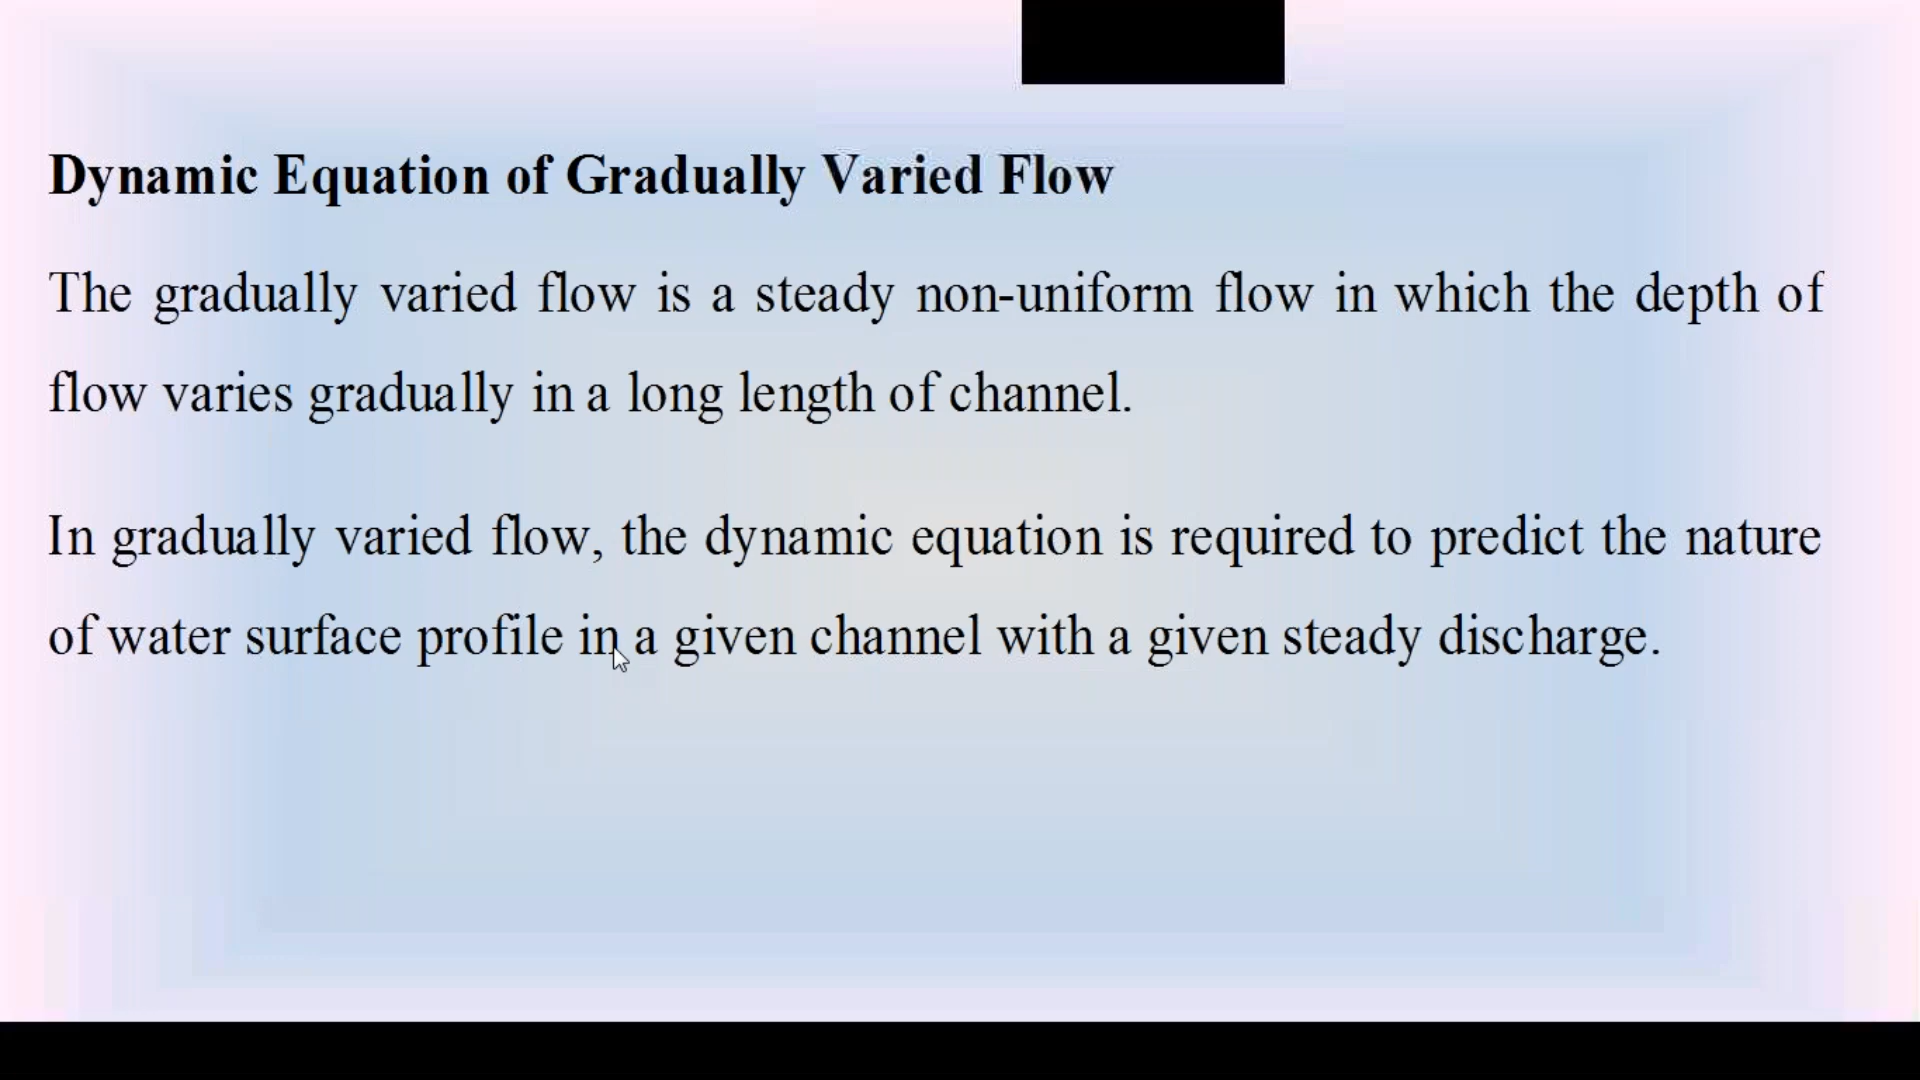 Dynamic Equation of Gradually Varied Flow
The gradually varied flow is a steady non-uniform flow in which the depth of
flow varies gradually in a long length of channel.
In gradually varied flow, the dynamic equation is required to predict the nature
of water surface profile in a given channel with a given steady discharge.